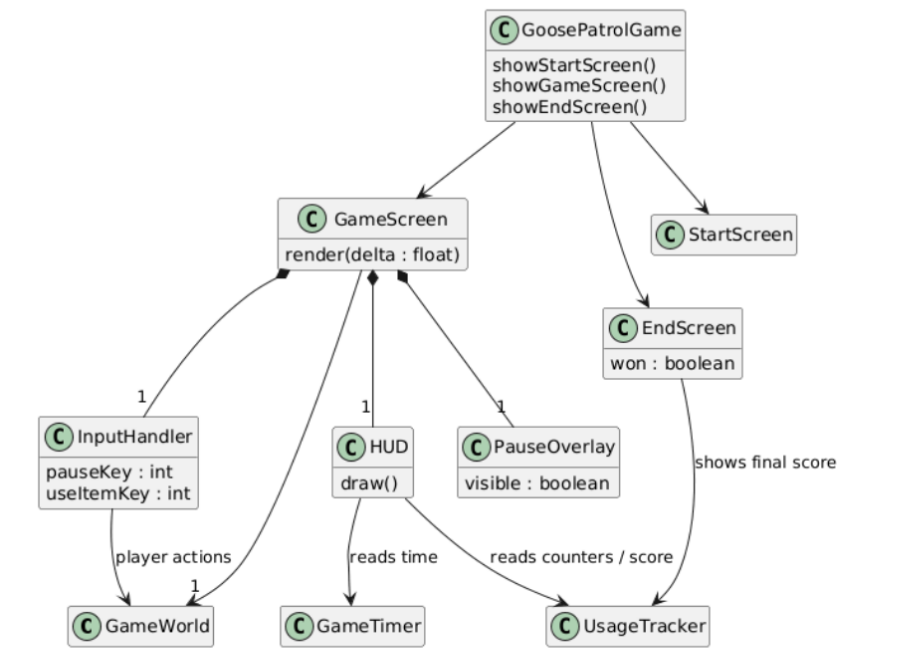 C GoosePatrolGame
showStartScreen()
showGameScreen()
showEndScreen()
C GameScreen
render(delta : float)
C StartScreen
C EndScreen
won : boolean
1
1
1
C InputHandler
pauseKey : int
useItemKey : int
C HUD
draw()
C PauseOverlay
visible : boolean
shows final score
player actions
reads time
reads counters / score
1
C GameWorld
C GameTimer
C UsageTracker